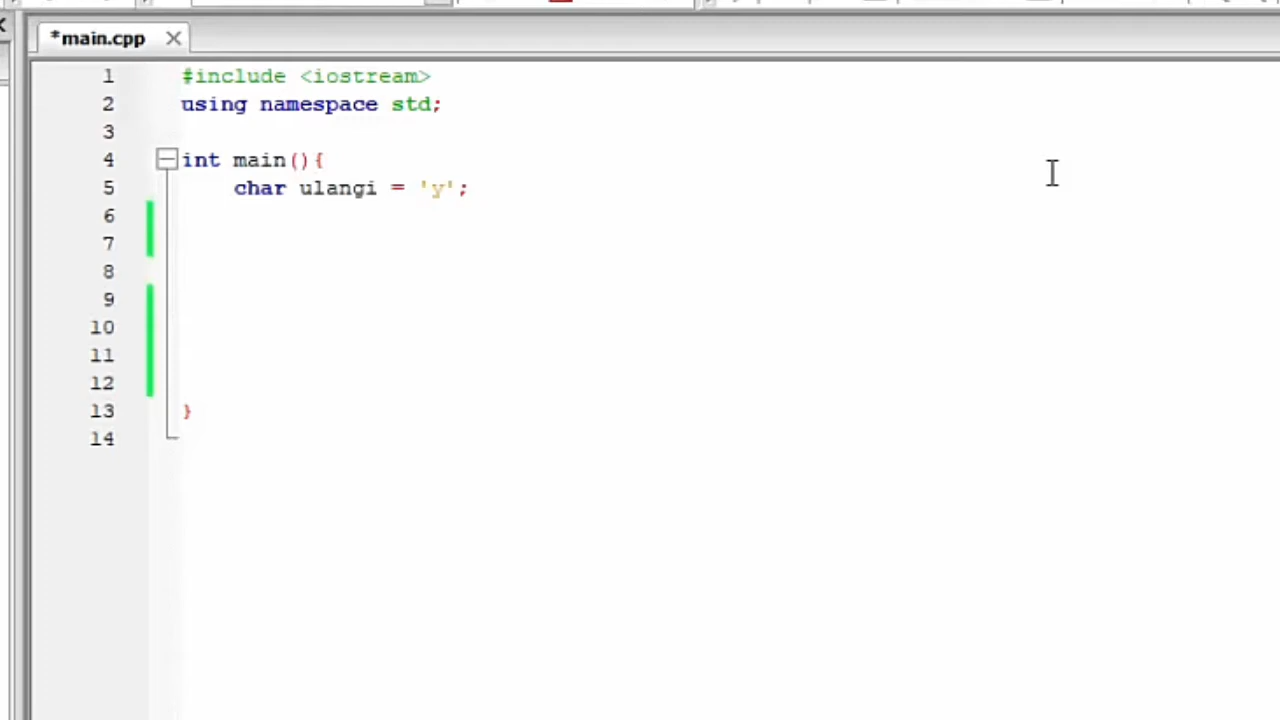 *main.cpp
1 #include <iostream>
2 using namespace std;
3
4 int main(){
5 char ulangi = 'y';
6
7
8
9
10
11
12
13 }
14